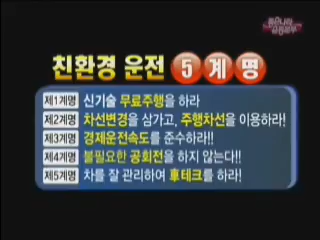 친환경 운전 5 계 명
제1계명 신기술 무료주행을 하라
제2계명 차선변경을 삼가고, 주행차선을 이용하라!
제3계명 경제운전속도를 준수하라!!
제4계명 불필요한 공회전을 하지 않는다!!
제5계명 차를 잘 관리하여 車테크를 하라!